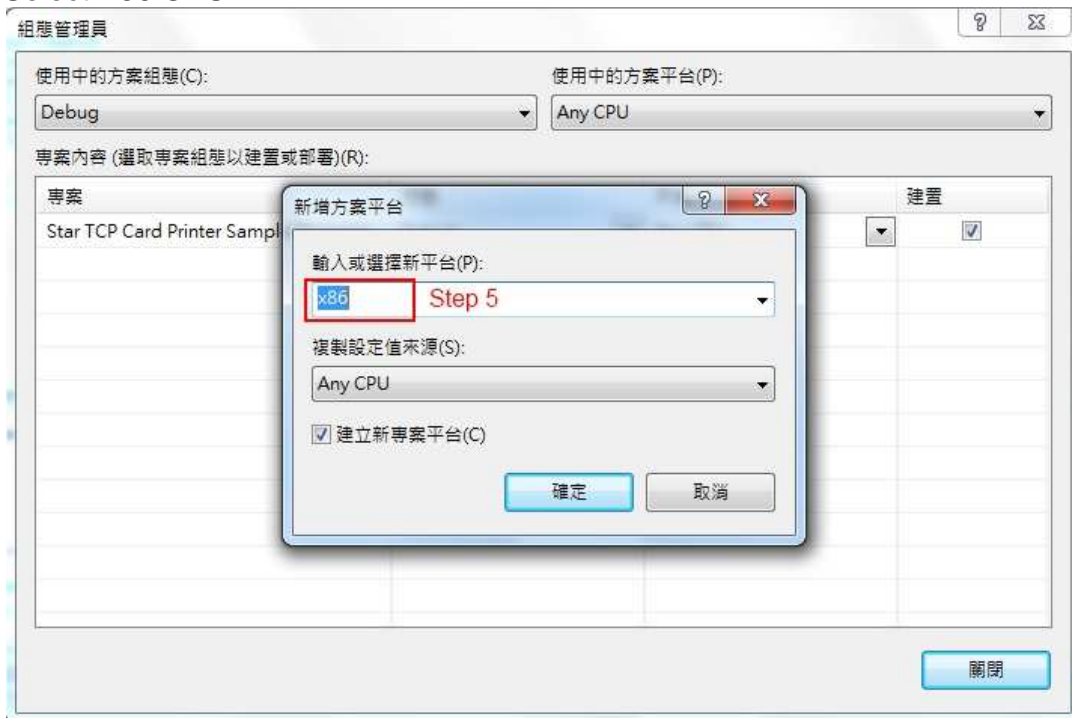 組態管理員
使用中的方案組態(C):
使用中的方案平台(P):
Debug
Any CPU
專案內容 (選取專案組態以建置或部署)(R):
專案
建置
Star TCP Card Printer Sampl
新增方案平台
輸入或選擇新平台(P):
x86
Step 5
複製設定值來源(S):
Any CPU
建立新專案平台(C)
確定
取消
關閉